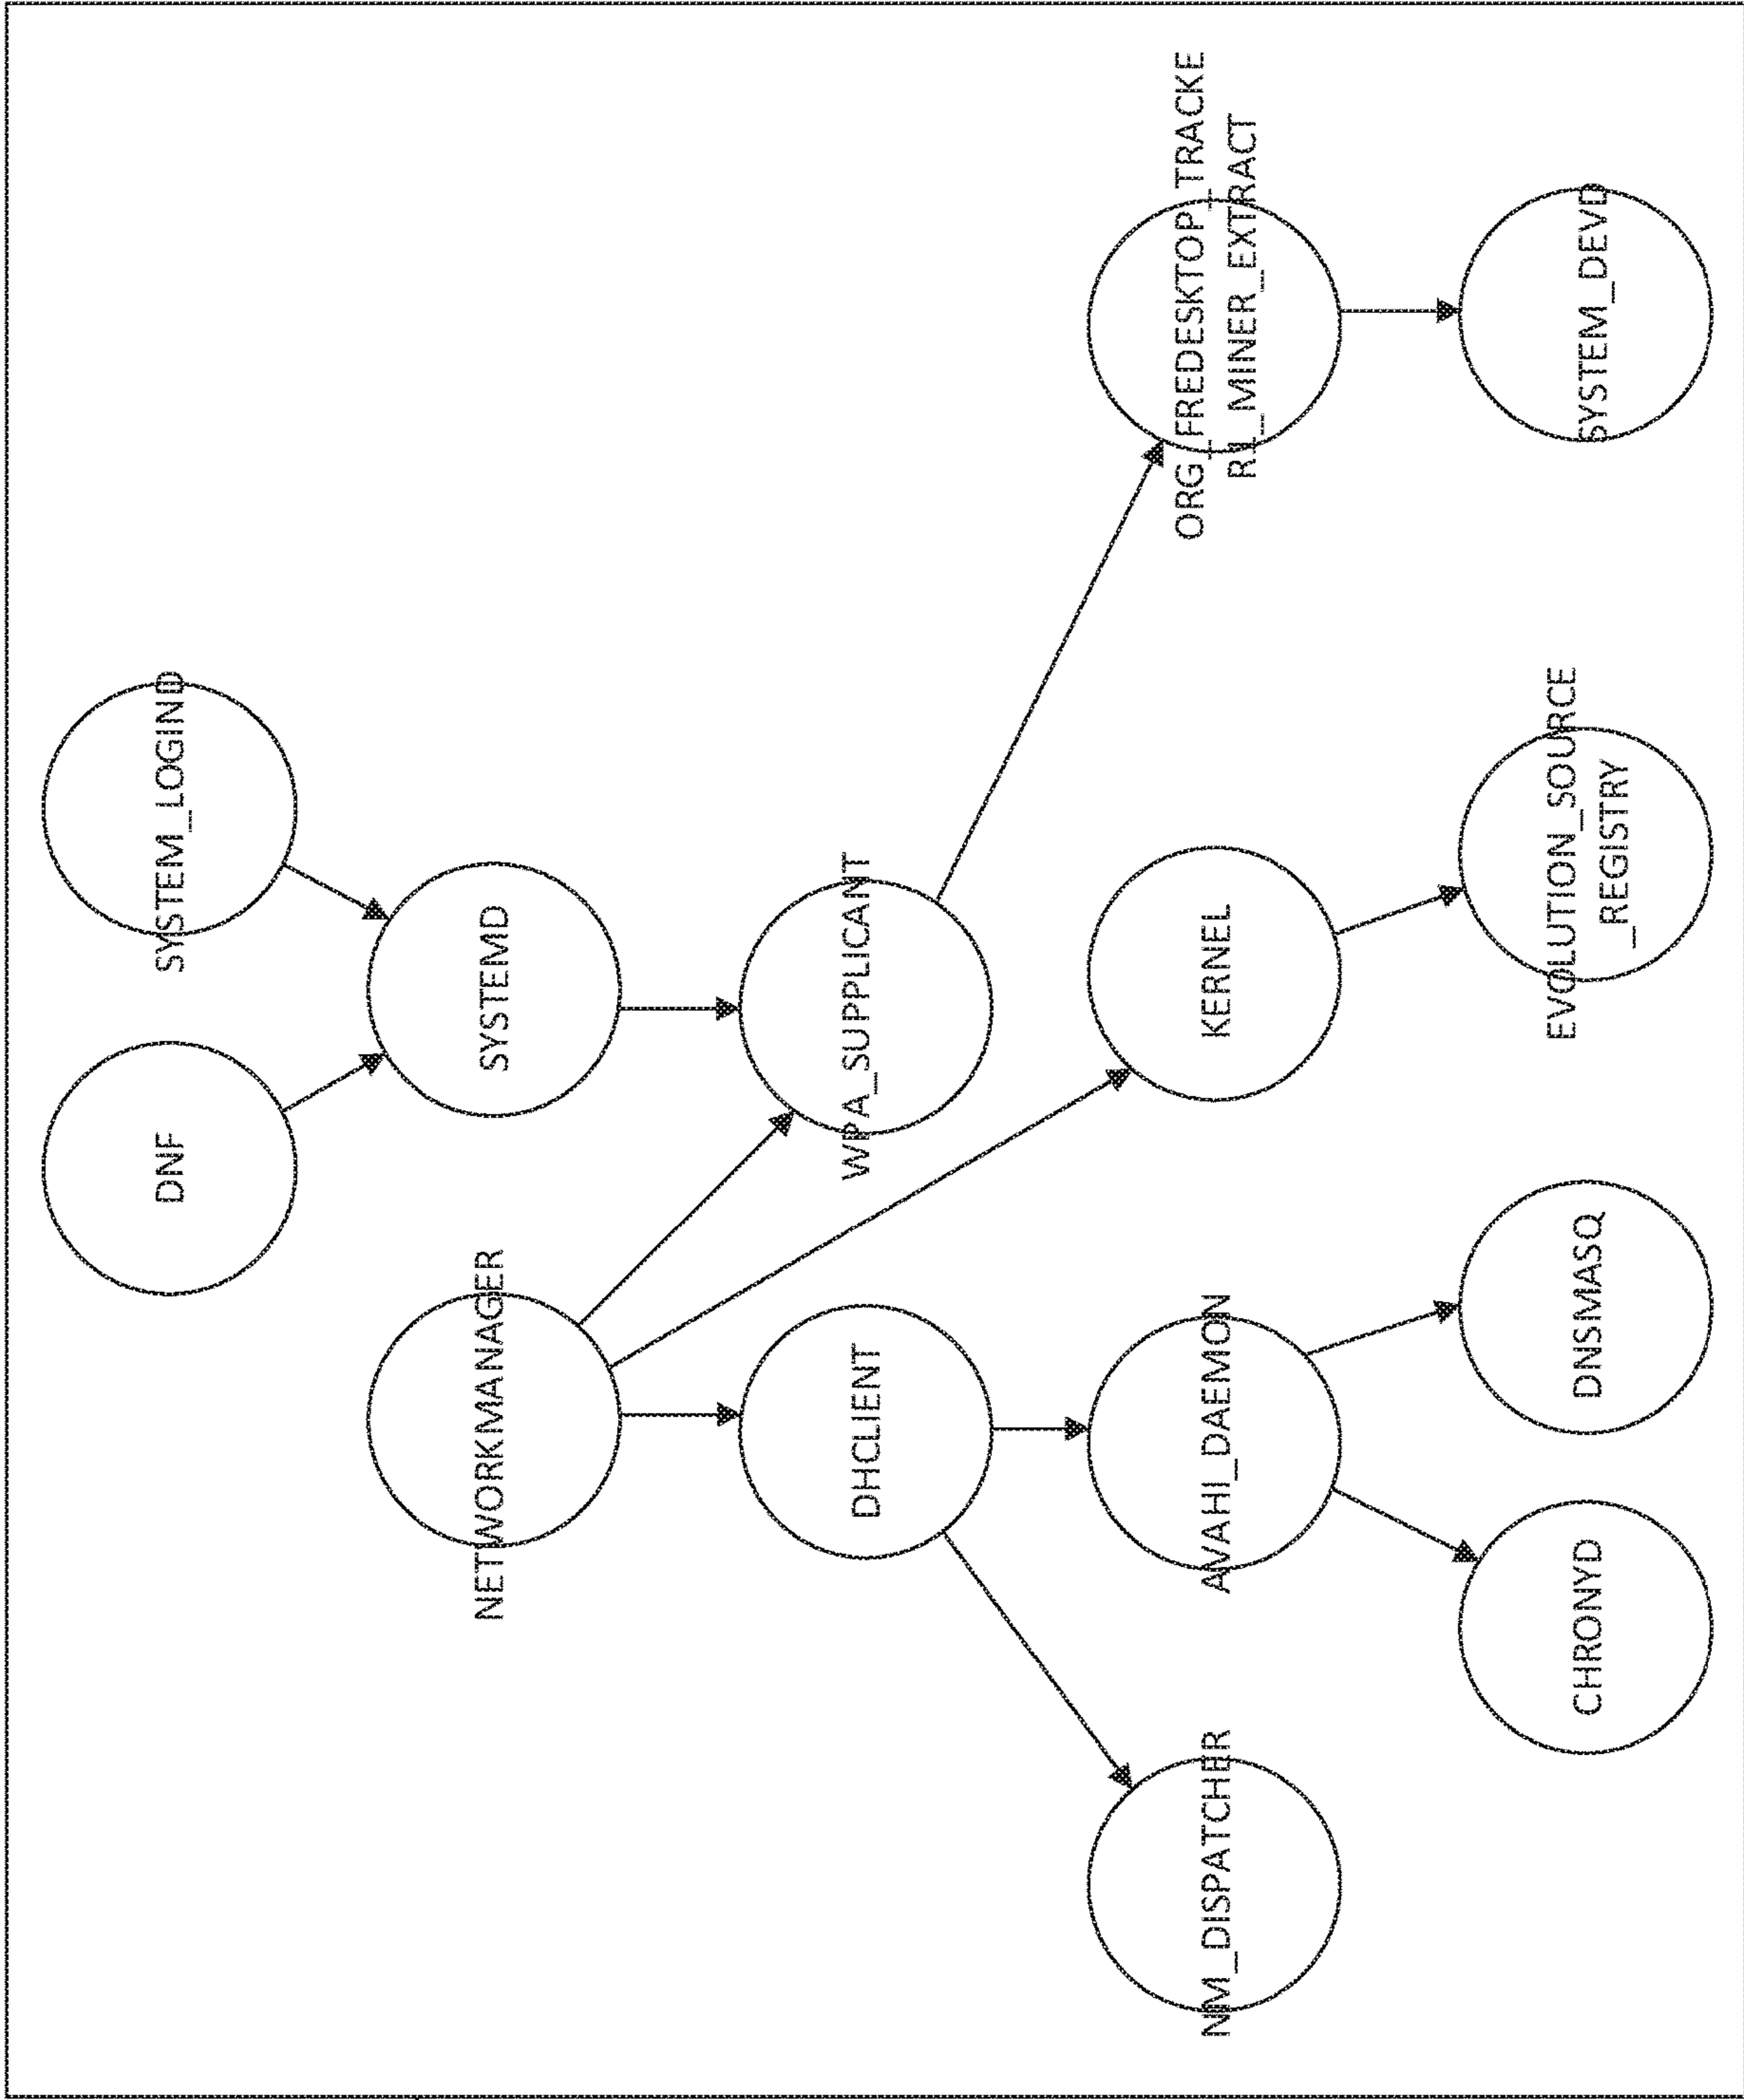 DNF
SYSTEM_LOGIND
NETWORKMANAGER
SYSTEMD
DHCLIENT
WPA_SUPPLICANT
NM_DISPATCHER
AVAHI_DAEMON
KERNEL
ORG_FREDESKTOP_TRACKE
R1_MINER_EXTRACT
CHRONYD
DNSMASQ
EVOLUTION_SOURCE
_REGISTRY
SYSTEM_DEVD